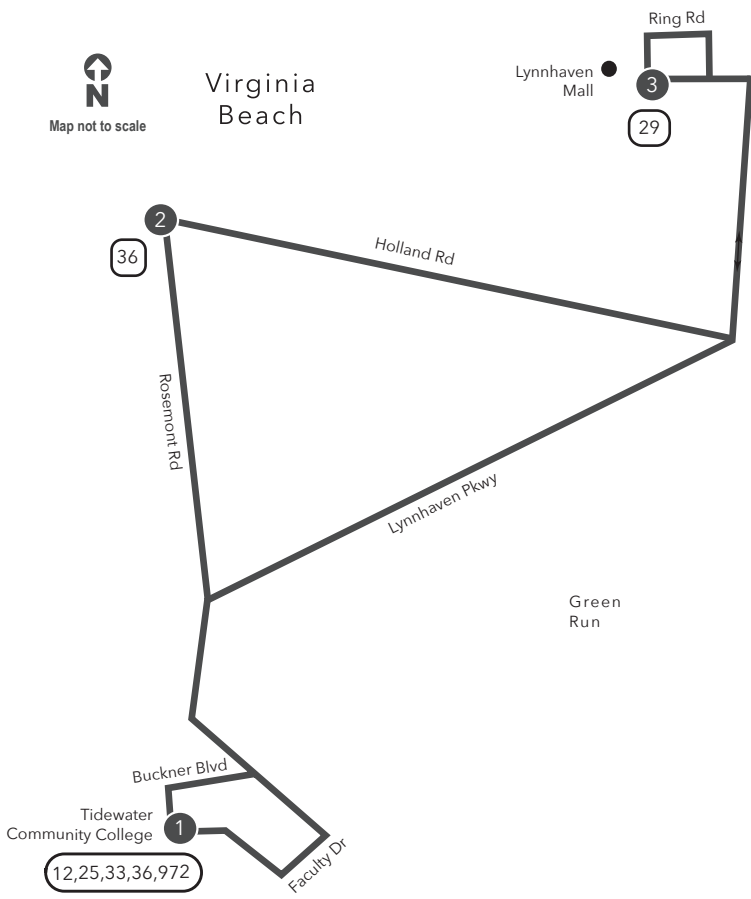 Ring Rd
Lynnhaven
Mall
3
29
N
Map not to scale
Virginia
Beach
2
36
Holland Rd
Rosemont Rd
Lynnhaven Pkwy
Green
Run
Buckner Blvd
Tidewater
Community College
1
12,25,33,36,972
Faculty Dr